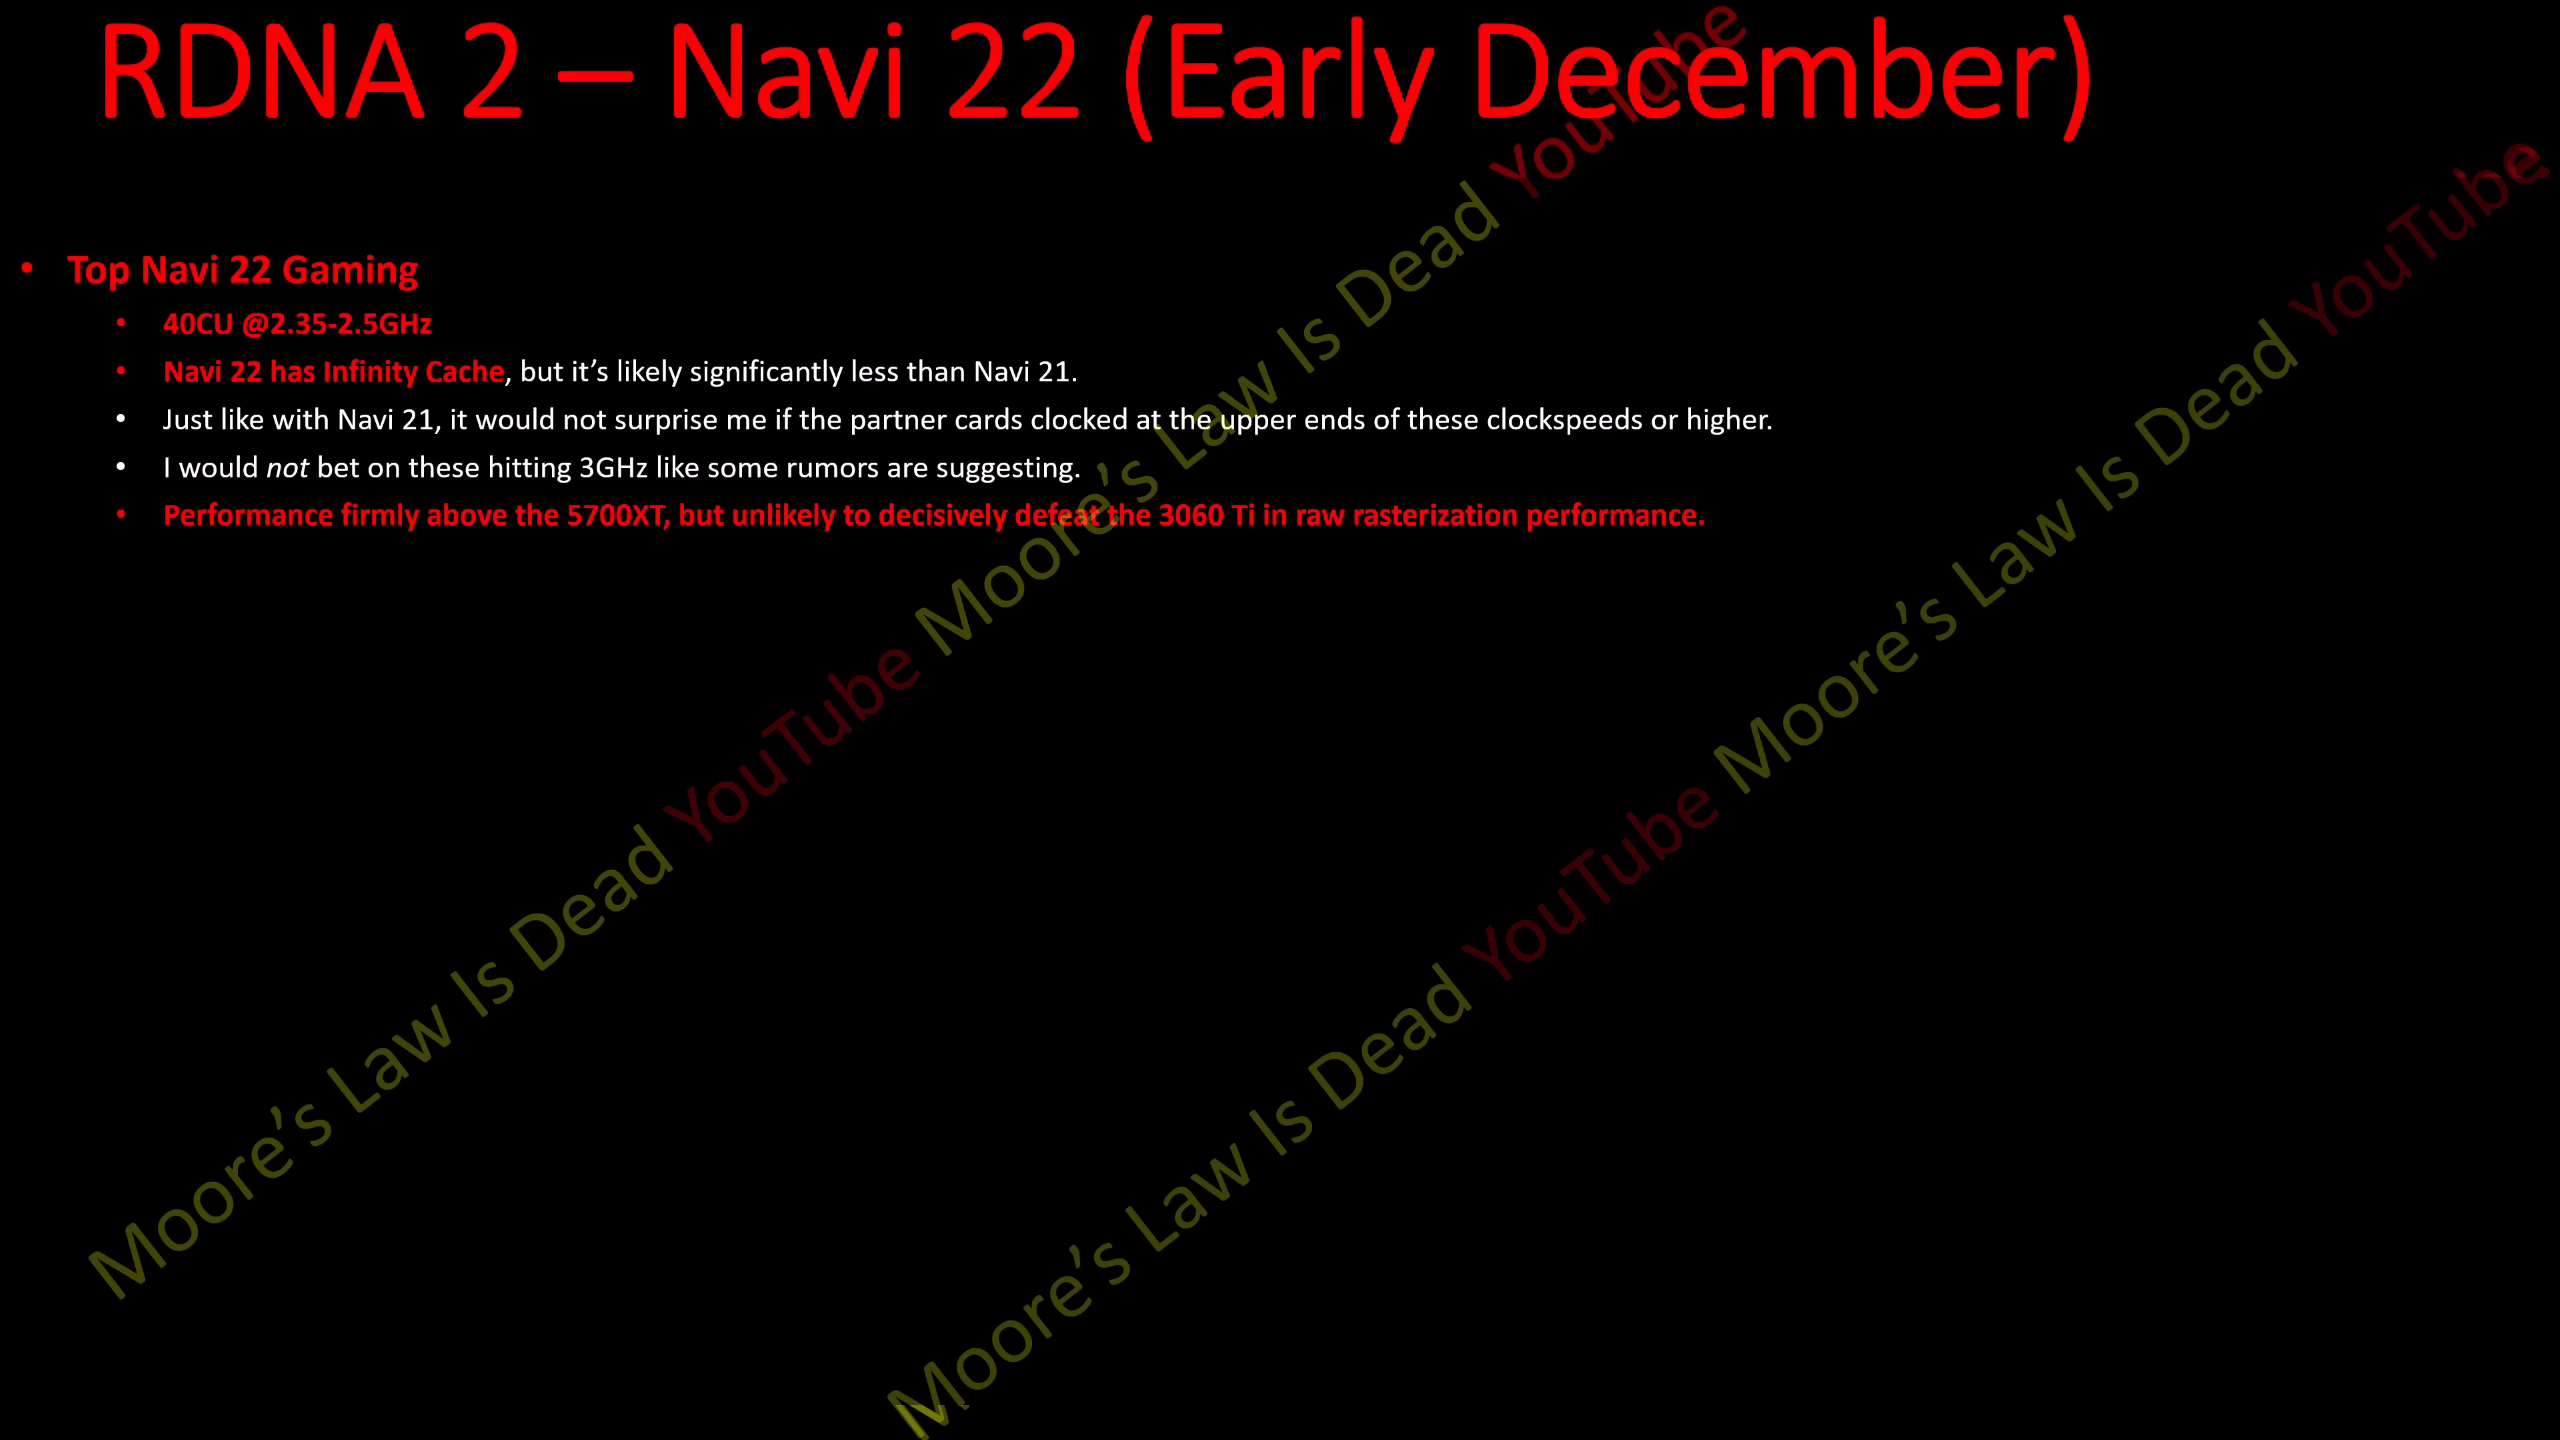 RDNA 2 – Navi 22 (Early December)
• Top Navi 22 Gaming
• 40CU @2.35-2.5GHz
• Navi 22 has Infinity Cache, but it’s likely significantly less than Navi 21.
• Just like with Navi 21, it would not surprise me if the partner cards clocked at the upper ends of these clockspeeds or higher.
• I would not bet on these hitting 3GHz like some rumors are suggesting.
• Performance firmly above the 5700XT, but unlikely to decisively defeat the 3060 Ti in raw rasterization performance.
Moore’s Law Is Dead YouTube Moore’s Law Is Dead YouTube
Moore’s Law Is Dead YouTube Moore’s Law Is Dead YouTube